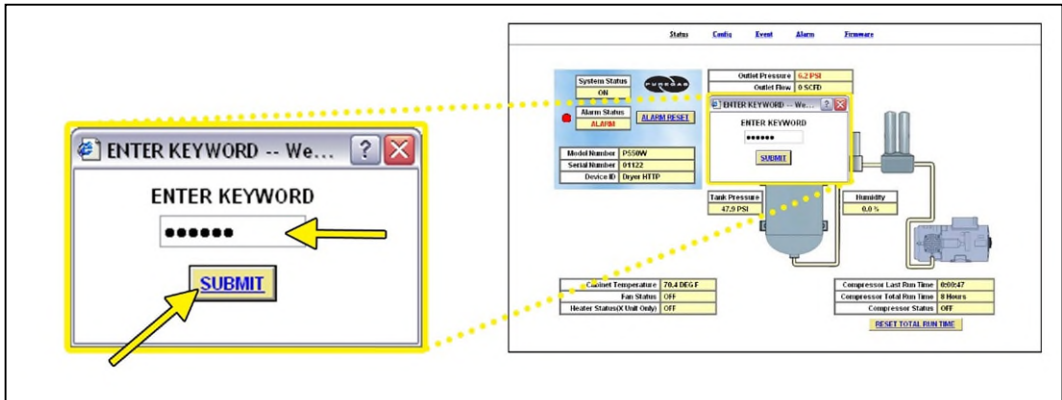 ENTER KEYWORD -- We...
ENTER KEYWORD
••••••
SUBMIT
Status Config Event Alarm Firmware
System Status
ON
PUREGAS
Alarm Status
ALARM
ALARM RESET
Model Number P550W
Serial Number 01122
Device ID Dryer HTTP
Outlet Pressure 6.2 PSI
Outlet Flow 0 SCFD
ENTER KEYWORD -- We...
ENTER KEYWORD
••••••
SUBMIT
Tank Pressure
47.9 PSI
Humidity
0.0 %
Cabinet Temperature 70.4 DEG F
Fan Status OFF
Heater Status(X Unit Only) OFF
Compressor Last Run Time 0:00:47
Compressor Total Run Time 8 Hours
Compressor Status OFF
RESET TOTAL RUN TIME